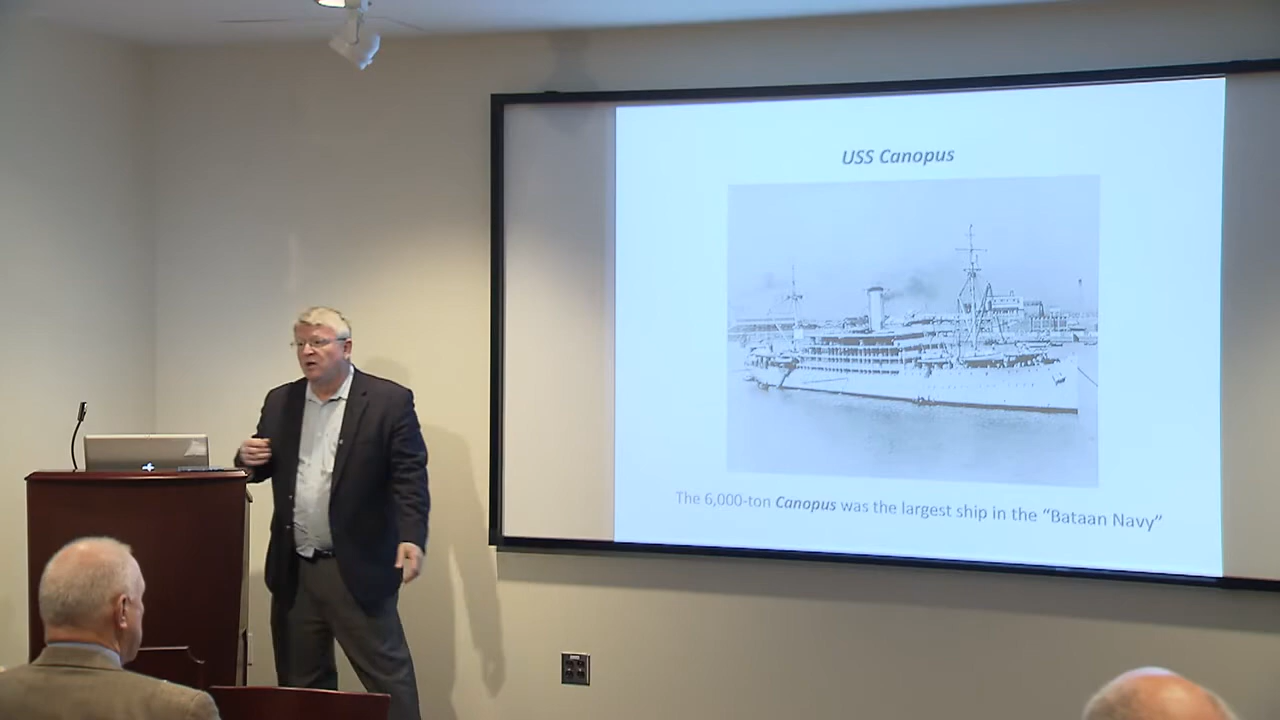 USS Canopus
The 6,000-ton Canopus was the largest ship in the “Bataan Navy”